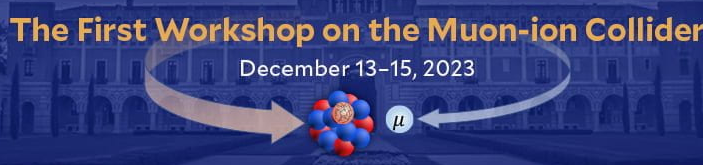 The First Workshop on the Muon-ion Collider
December 13–15, 2023
μ